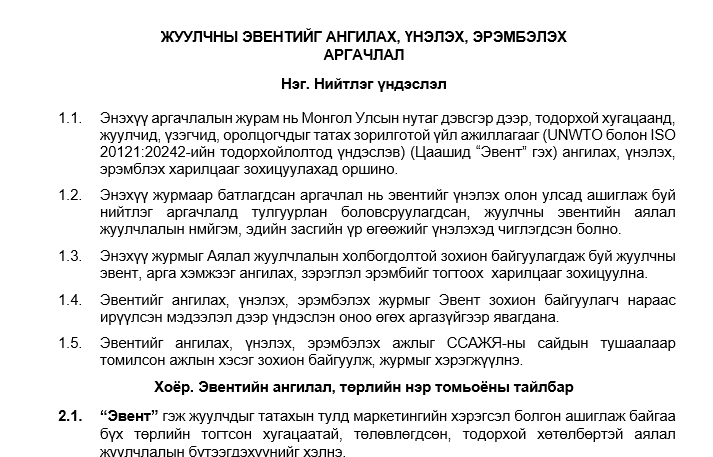 ЖУУЛЧНЫ ЭВЕНТИЙГ АНГИЛАХ, ҮНЭЛЭХ, ЭРЭМБЭЛЭХ
АРГАЧЛАЛ
Нэг. Нийтлэг үндэслэл
1.1. Энэхүү аргачлалын журам нь Монгол Улсын нутаг дэвсгэр дээр, тодорхой хугацаанд,
жуулчид, үзэгчид, оролцогчдыг татах зорилготой үйл ажиллагааг (UNWTO болон ISO
20121:20242-ийн тодорхойлолтод үндэслэв) (Цаашид “Эвент” гэх) ангилах, үнэлэх,
эрэмблэх харилцааг зохицуулахад оршино.
1.2. Энэхүү журмаар батлагдсан аргачлал нь эвентийг үнэлэх олон улсад ашиглаж буй
нийтлэг аргачлалд тулгуурлан боловсруулагдсан, жуулчны эвентийн аялал
жуулчлалын нмйгэм, эдийн засгийн үр өгөөжийг үнэлэхэд чиглэгдсэн болно.
1.3. Энэхүү журмыг Аялал жуулчлалын холбогдолтой зохион байгуулагдаж буй жуулчны
эвент, арга хэмжээг ангилах, зэрэглэл эрэмбийг тогтоох харилцааг зохицуулна.
1.4. Эвентийг ангилах, үнэлэх, эрэмбэлэх журмыг Эвент зохион байгуулагч нараас
ирүүлсэн мэдээлэл дээр үндэслэн оноо өгөх аргазүйгээр явагдана.
1.5. Эвентийг ангилах, үнэлэх, эрэмбэлэх ажлыг ССАЖЯ-ны сайдын тушаалаар
томилсон ажлын хэсэг зохион байгуулж, журмыг хэрэгжүүлнэ.
Хоёр. Эвентийн ангилал, төрлийн нэр томьоёны тайлбар
2.1. “Эвент” гэж жуулчдыг татахын тулд маркетингийн хэрэгсэл болгон ашиглаж байгаа
бүх төрлийн тогтсон хугацаатай, төлөвлөгдсөн, тодорхой хөтөлбөртэй аялал
жуулчлалын бүтээгдэхүүнийг хэлнэ.